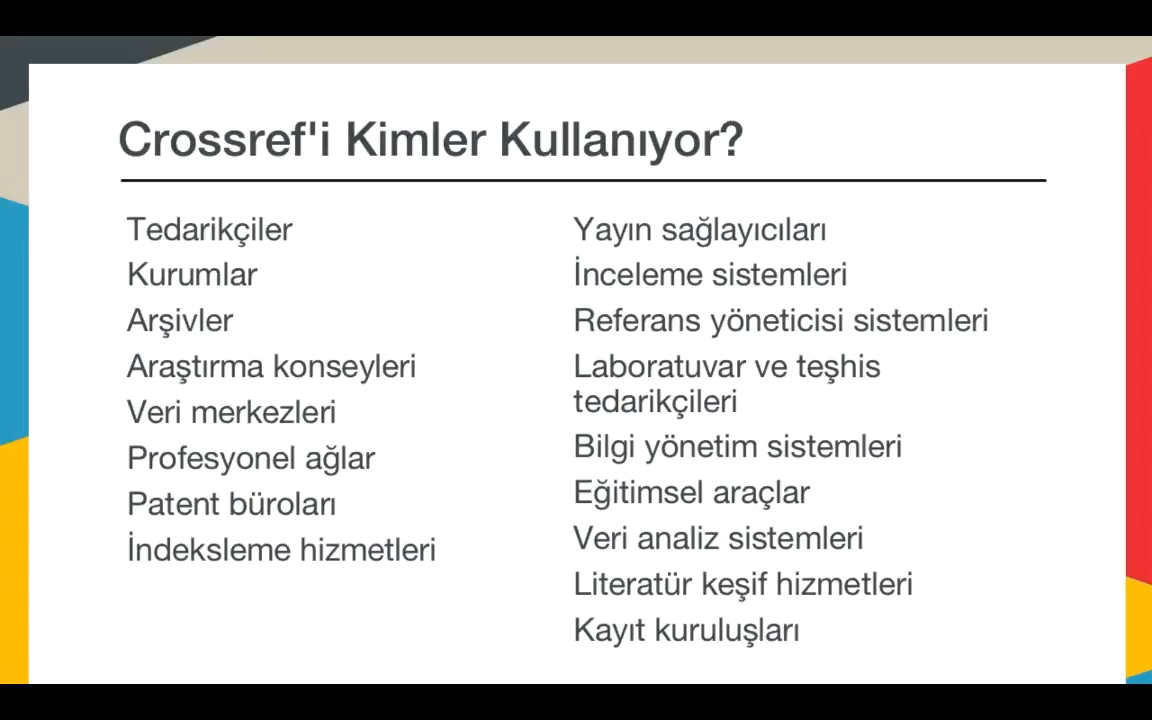 Crossref'i Kimler Kullanıyor?
Tedarikçiler
Kurumlar
Arşivler
Araştırma konseyleri
Veri merkezleri
Profesyonel ağlar
Patent büroları
İndeksleme hizmetleri
Yayın sağlayıcıları
İnceleme sistemleri
Referans yöneticisi sistemleri
Laboratuvar ve teşhis
tedarikçileri
Bilgi yönetim sistemleri
Eğitimsel araçlar
Veri analiz sistemleri
Literatür keşif hizmetleri
Kayıt kuruluşları